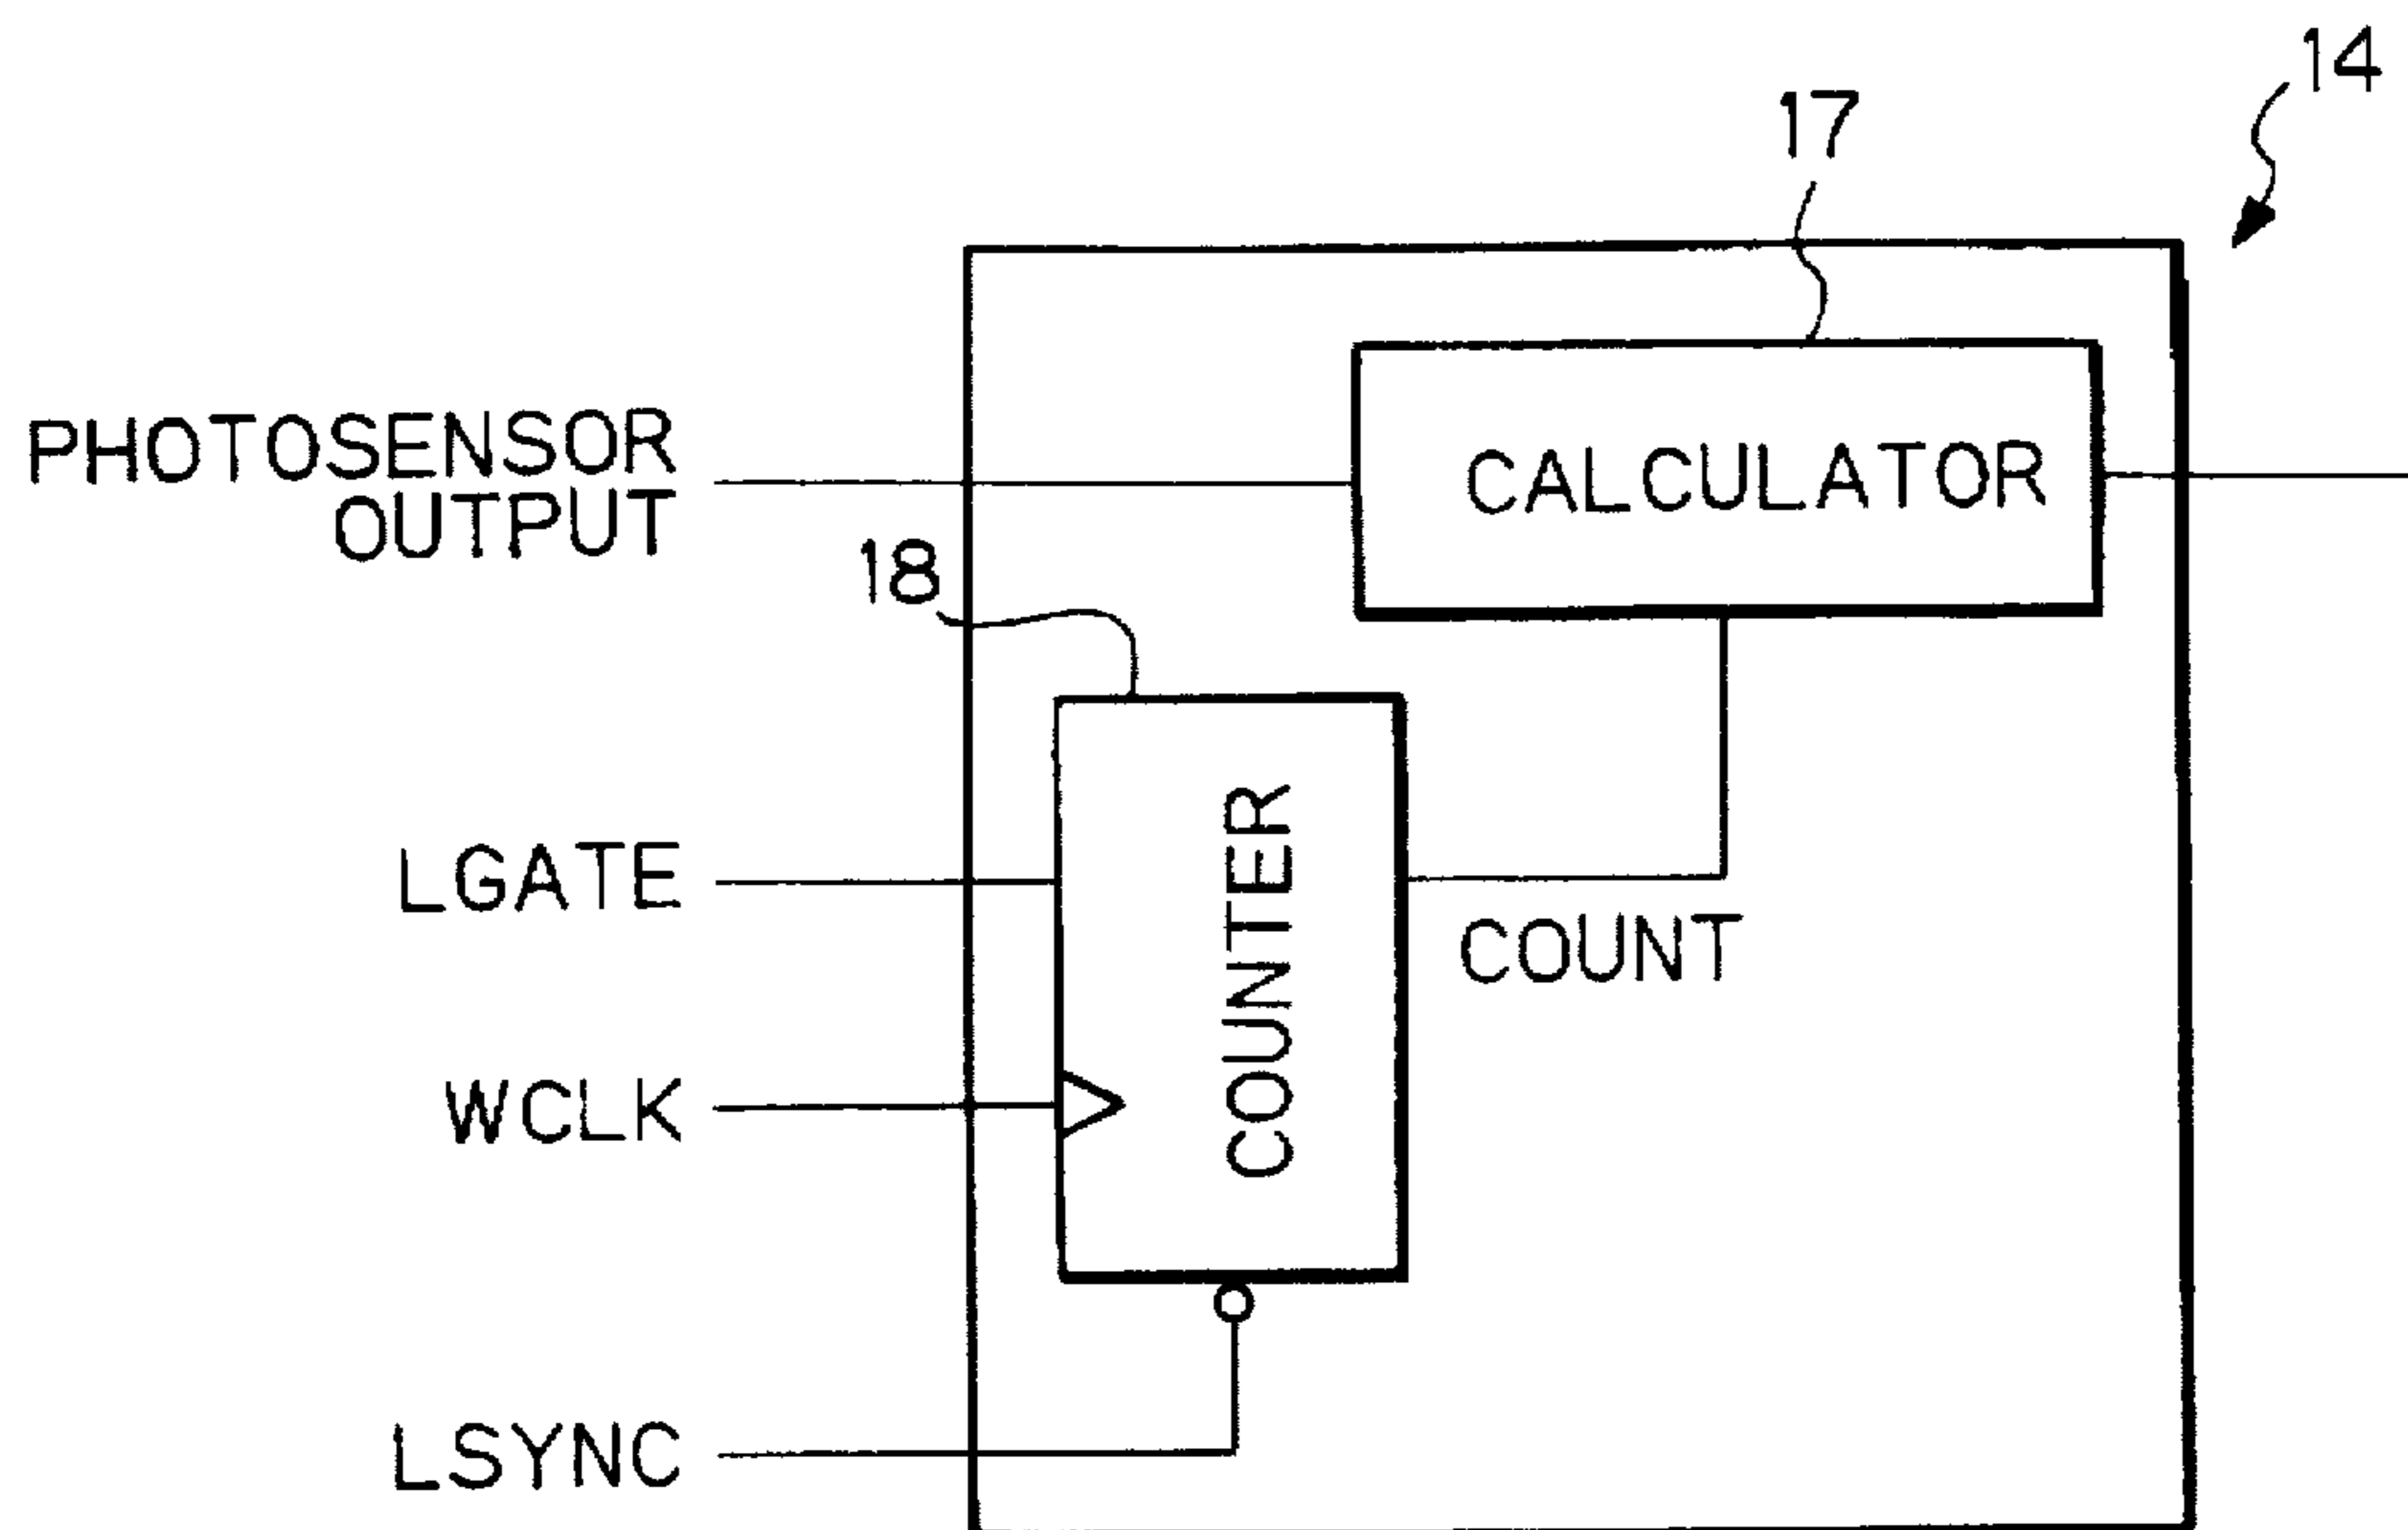 14
17
PHOTOSENSOR
OUTPUT
CALCULATOR
18
LGATE
COUNTER
COUNT
WCLK
LSYNC